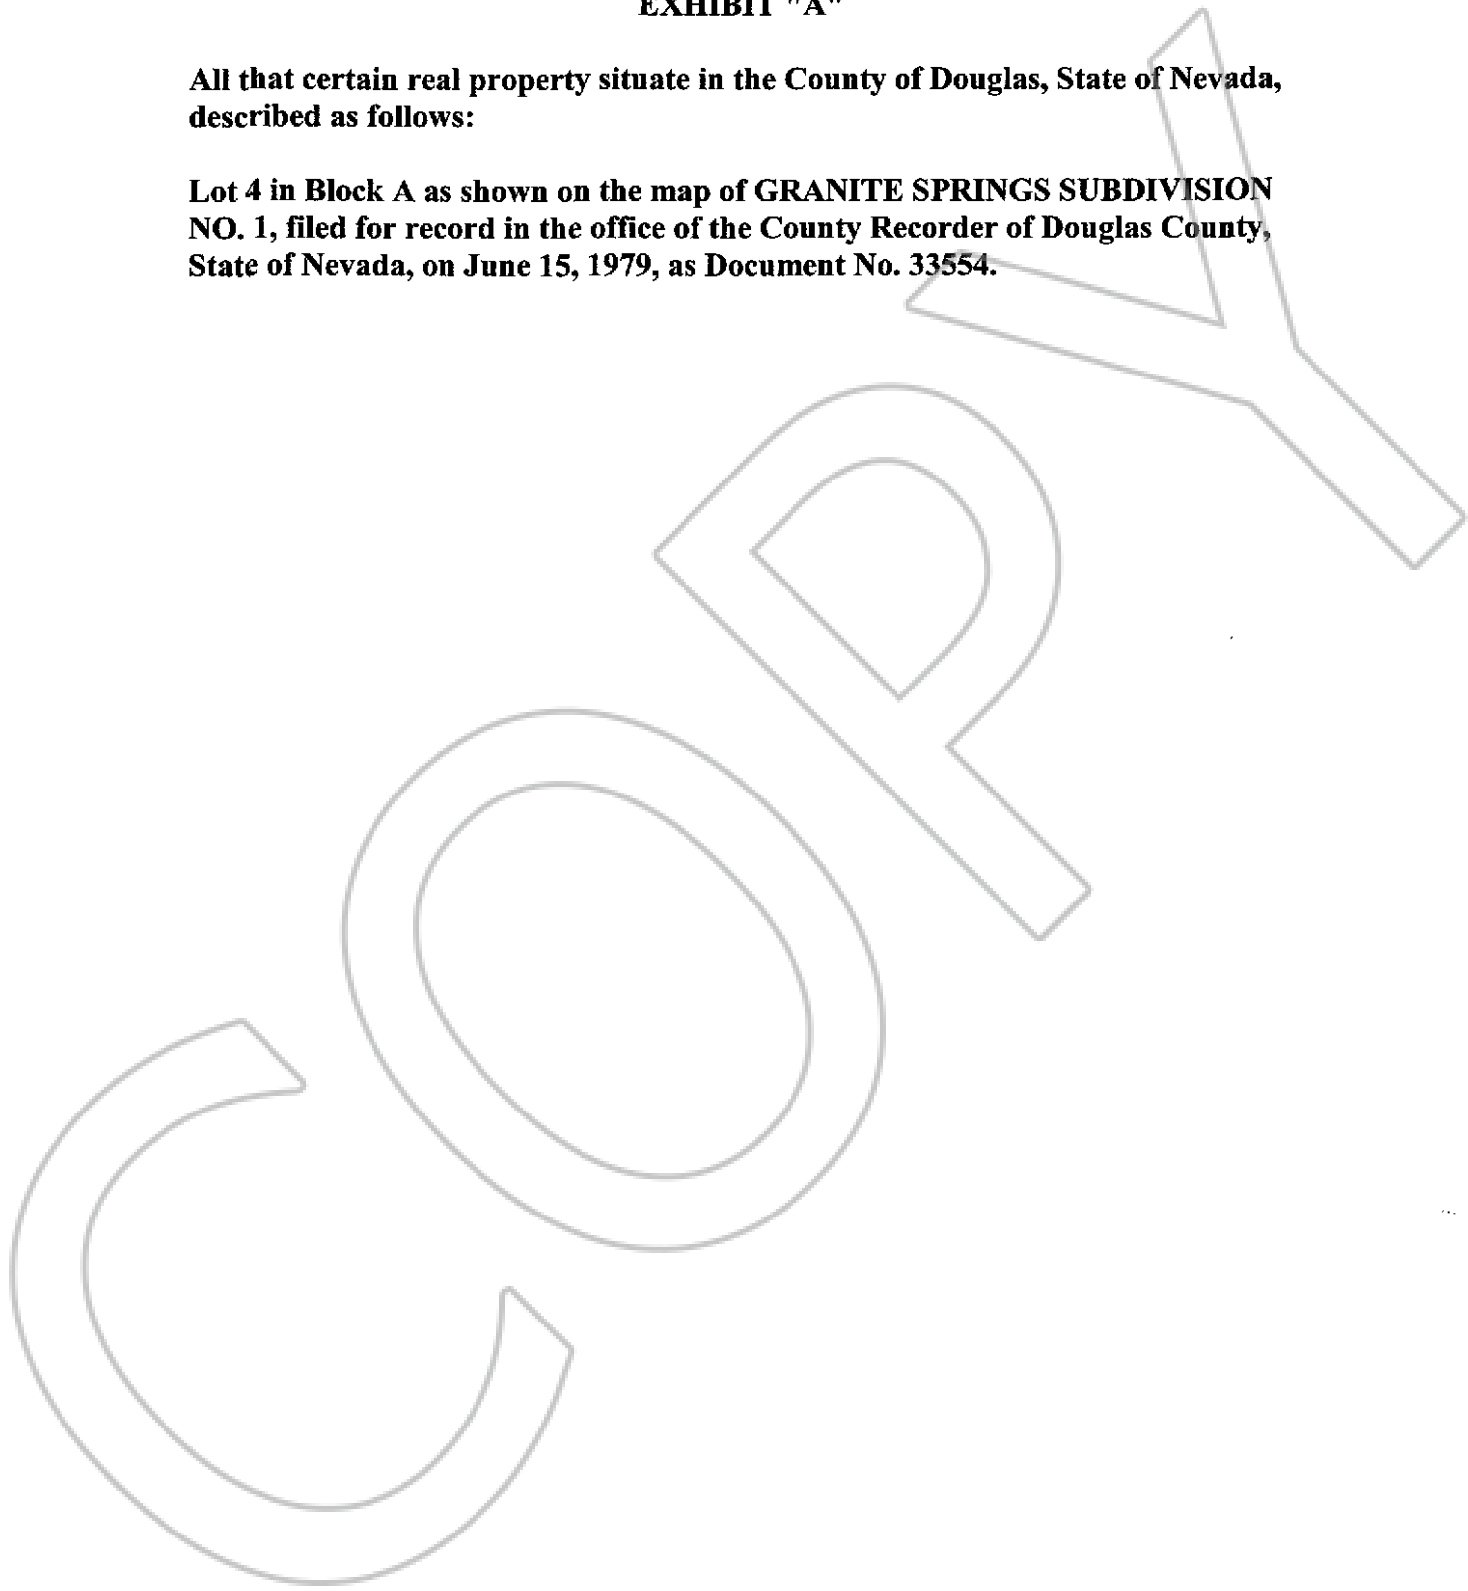 EXHIBIT "A"
All that certain real property situate in the County of Douglas, State of Nevada,
described as follows:
Lot 4 in Block A as shown on the map of GRANITE SPRINGS SUBDIVISION
NO. 1, filed for record in the office of the County Recorder of Douglas County,
State of Nevada, on June 15, 1979, as Document No. 33554.
COPY